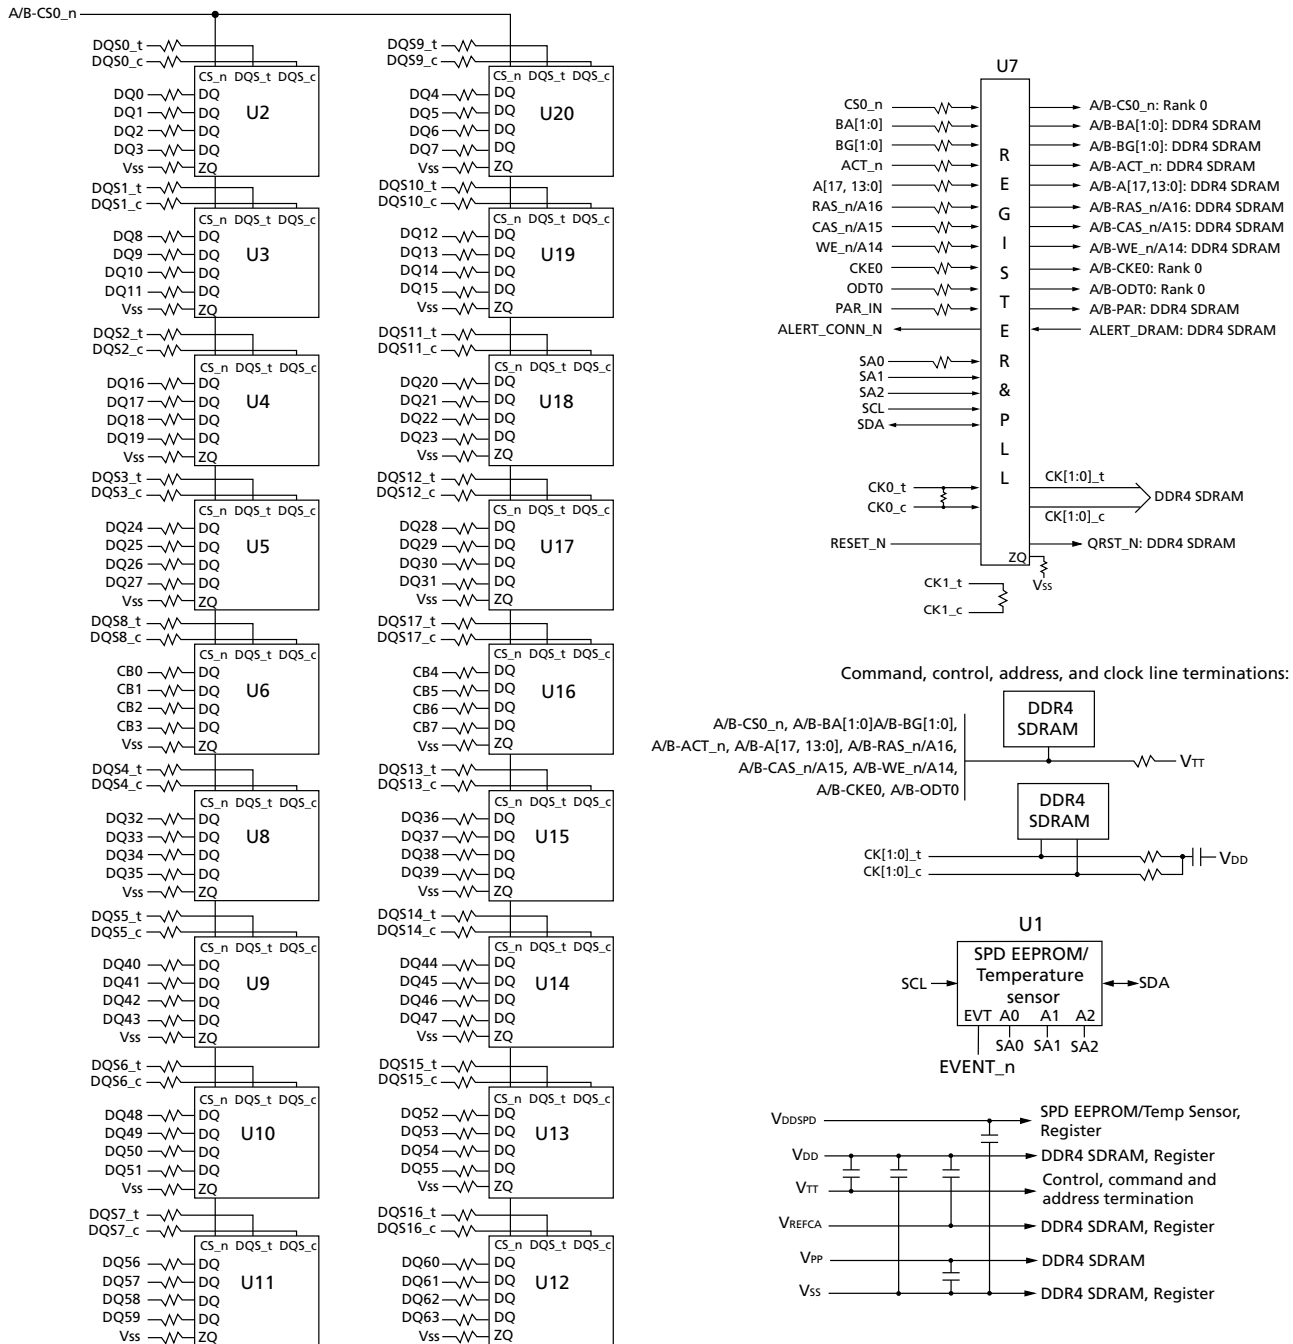 A/B-CS0_n
DQS0_t
DQS0_c
CS_n DQS_t DQS_c
DQ0 DQ
DQ1 DQ
U2
DQ2 DQ
DQ3 DQ
Vss ZQ
DQS1_t
DQS1_c
CS_n DQS_t DQS_c
DQ8 DQ
DQ9 DQ
U3
DQ10 DQ
DQ11 DQ
Vss ZQ
DQS2_t
DQS2_c
CS_n DQS_t DQS_c
DQ16 DQ
DQ17 DQ
U4
DQ18 DQ
DQ19 DQ
Vss ZQ
DQS3_t
DQS3_c
CS_n DQS_t DQS_c
DQ24 DQ
DQ25 DQ
U5
DQ26 DQ
DQ27 DQ
Vss ZQ
DQS8_t
DQS8_c
CS_n DQS_t DQS_c
CB0 DQ
CB1 DQ
U6
CB2 DQ
CB3 DQ
Vss ZQ
DQS4_t
DQS4_c
CS_n DQS_t DQS_c
DQ32 DQ
DQ33 DQ
U8
DQ34 DQ
DQ35 DQ
Vss ZQ
DQS5_t
DQS5_c
CS_n DQS_t DQS_c
DQ40 DQ
DQ41 DQ
U9
DQ42 DQ
DQ43 DQ
Vss ZQ
DQS6_t
DQS6_c
CS_n DQS_t DQS_c
DQ48 DQ
DQ49 DQ
U10
DQ50 DQ
DQ51 DQ
Vss ZQ
DQS7_t
DQS7_c
CS_n DQS_t DQS_c
DQ56 DQ
DQ57 DQ
U11
DQ58 DQ
DQ59 DQ
Vss ZQ
DQS9_t
DQS9_c
CS_n DQS_t DQS_c
DQ4 DQ
DQ5 DQ
U20
DQ6 DQ
DQ7 DQ
Vss ZQ
DQS10_t
DQS10_c
CS_n DQS_t DQS_c
DQ12 DQ
DQ13 DQ
U19
DQ14 DQ
DQ15 DQ
Vss ZQ
DQS11_t
DQS11_c
CS_n DQS_t DQS_c
DQ20 DQ
DQ21 DQ
U18
DQ22 DQ
DQ23 DQ
Vss ZQ
DQS12_t
DQS12_c
CS_n DQS_t DQS_c
DQ28 DQ
DQ29 DQ
U17
DQ30 DQ
DQ31 DQ
Vss ZQ
DQS17_t
DQS17_c
CS_n DQS_t DQS_c
CB4 DQ
CB5 DQ
U16
CB6 DQ
CB7 DQ
Vss ZQ
DQS13_t
DQS13_c
CS_n DQS_t DQS_c
DQ36 DQ
DQ37 DQ
U15
DQ38 DQ
DQ39 DQ
Vss ZQ
DQS14_t
DQS14_c
CS_n DQS_t DQS_c
DQ44 DQ
DQ45 DQ
U14
DQ46 DQ
DQ47 DQ
Vss ZQ
DQS15_t
DQS15_c
CS_n DQS_t DQS_c
DQ52 DQ
DQ53 DQ
U13
DQ54 DQ
DQ55 DQ
Vss ZQ
DQS16_t
DQS16_c
CS_n DQS_t DQS_c
DQ60 DQ
DQ61 DQ
U12
DQ62 DQ
DQ63 DQ
Vss ZQ
U7
REGISTER & PLL
CS0_n A/B-CS0_n: Rank 0
BA[1:0] A/B-BA[1:0]: DDR4 SDRAM
BG[1:0] A/B-BG[1:0]: DDR4 SDRAM
ACT_n A/B-ACT_n: DDR4 SDRAM
A[17, 13:0] A/B-A[17,13:0]: DDR4 SDRAM
RAS_n/A16 A/B-RAS_n/A16: DDR4 SDRAM
CAS_n/A15 A/B-CAS_n/A15: DDR4 SDRAM
WE_n/A14 A/B-WE_n/A14: DDR4 SDRAM
CKE0 A/B-CKE0: Rank 0
ODT0 A/B-ODT0: Rank 0
PAR_IN A/B-PAR: DDR4 SDRAM
ALERT_CONN_N ALERT_DRAM: DDR4 SDRAM
SA0
SA1
SA2
SCL
SDA
CK[1:0]_t
CK0_t
DDR4 SDRAM
CK0_c
CK[1:0]_c
RESET_N QRST_N: DDR4 SDRAM
ZQ
Vss
CK1_t
CK1_c
Command, control, address, and clock line terminations:
DDR4
SDRAM
A/B-CS0_n, A/B-BA[1:0]A/B-BG[1:0],
A/B-ACT_n, A/B-A[17, 13:0], A/B-RAS_n/A16,
A/B-CAS_n/A15, A/B-WE_n/A14,
A/B-CKE0, A/B-ODT0
VTT
DDR4
SDRAM
CK[1:0]_t
CK[1:0]_c
VDD
U1
SPD EEPROM/
Temperature
sensor
SCL SDA
EVT A0 A1 A2
SA0 SA1 SA2
EVENT_n
VDDSPD SPD EEPROM/Temp Sensor,
Register
VDD DDR4 SDRAM, Register
VTT Control, command and
address termination
VREFCA DDR4 SDRAM, Register
VPP DDR4 SDRAM
Vss DDR4 SDRAM, Register